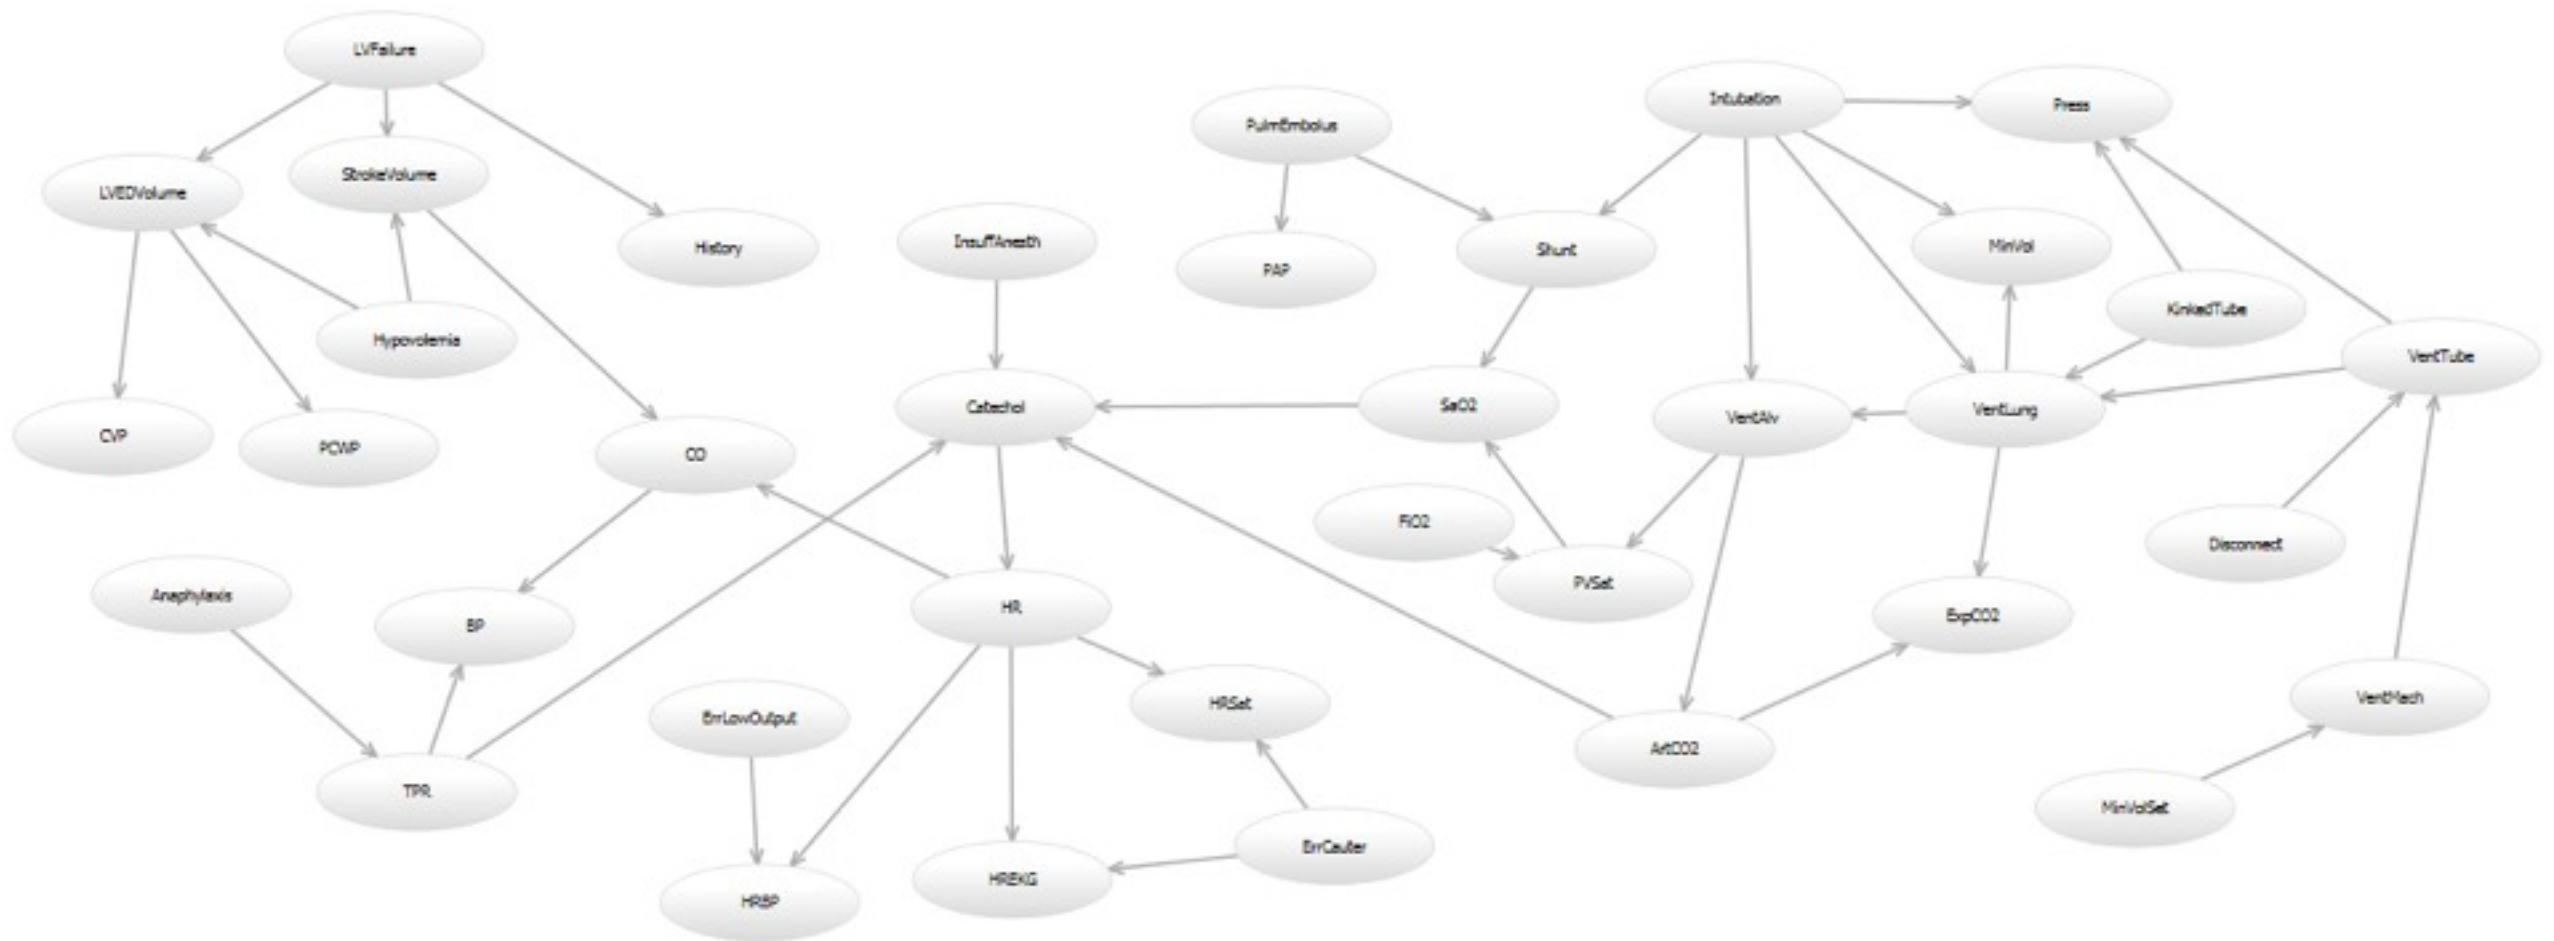 LVFailure
Intubation
Press
PulmEmbolus
StrokeVolume
LVEDVolume
InsuffAnesth
History
MinVol
Shunt
PAP
KinkedTube
Hypovolemia
VentTube
SaO2
Catechol
VentLung
VentAlv
CVP
PCWP
CO
FiO2
Disconnect
PVSat
Anaphylaxis
HR
ExpCO2
BP
VentMach
HRSat
ErrLowOutput
ArtCO2
TPR
MinVolSet
ErrCauter
HREKG
HRBP